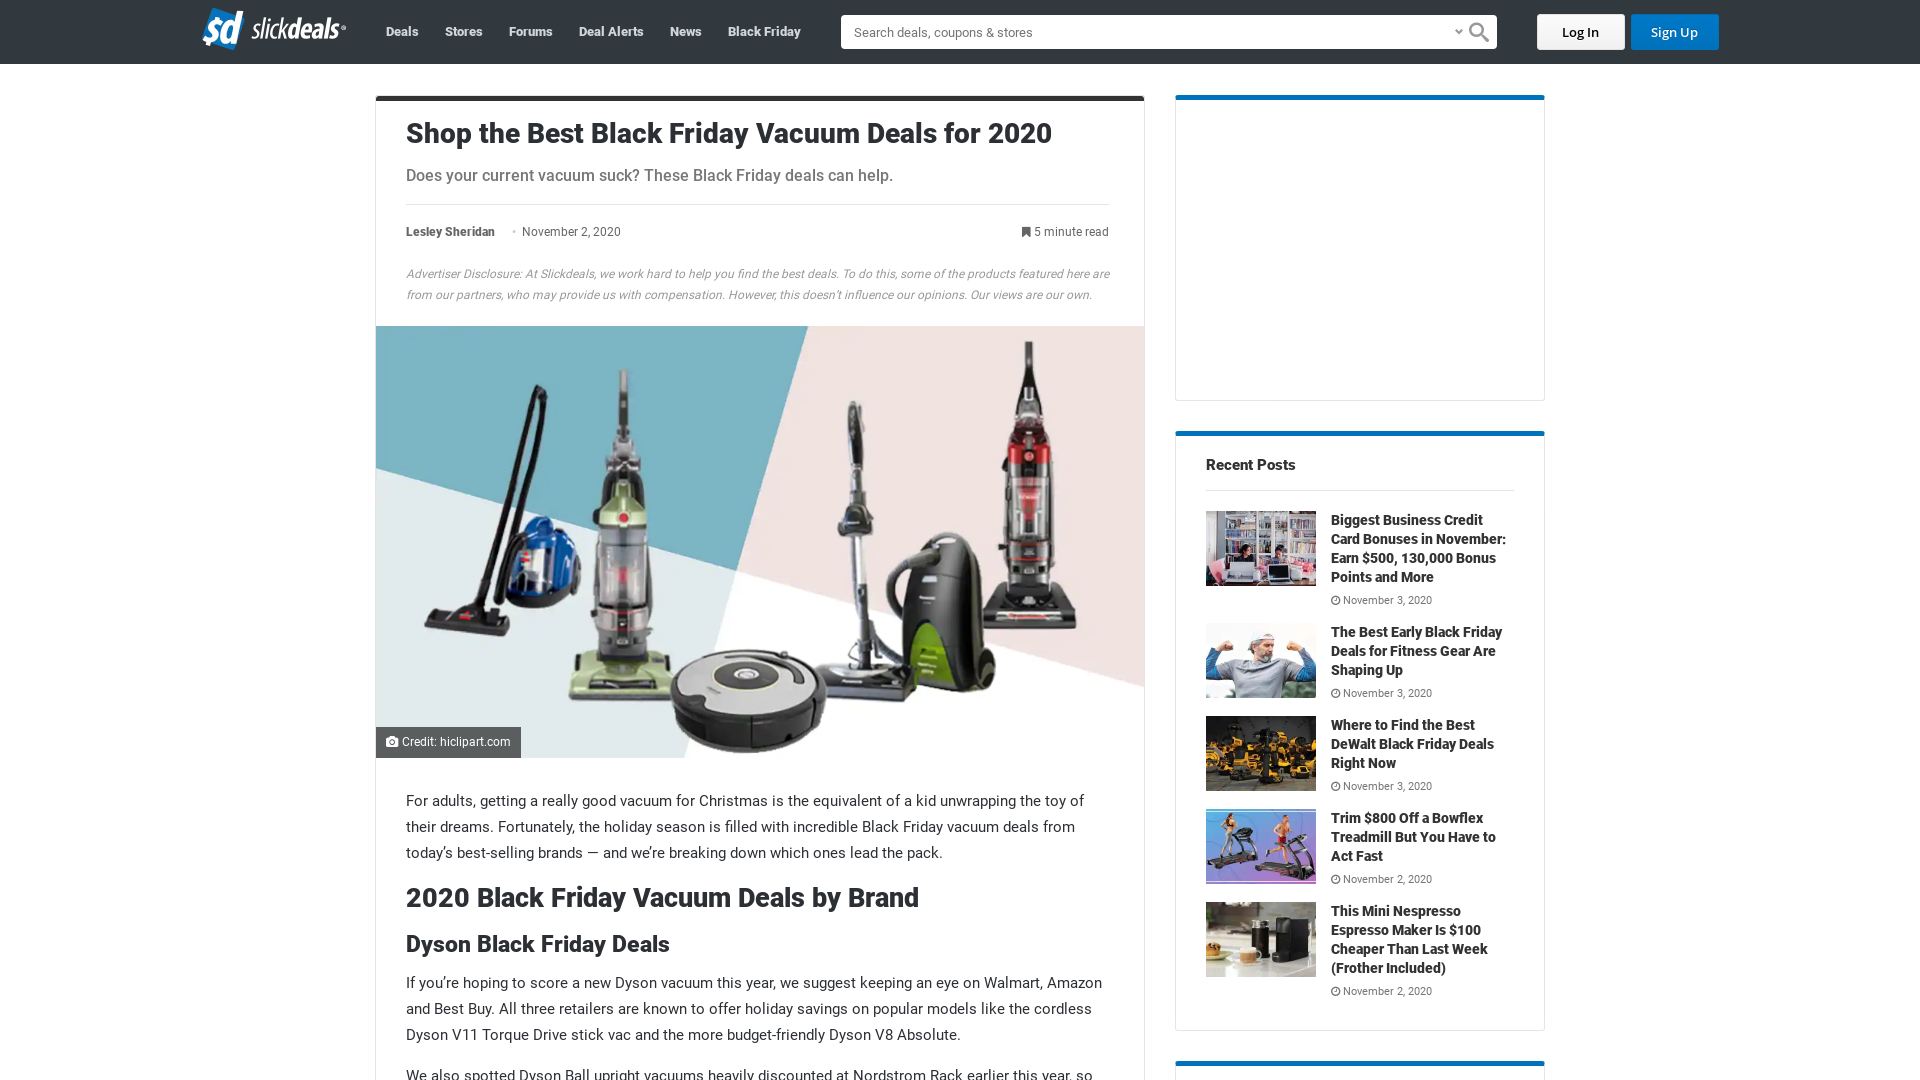 sd slickdeals
Deals
Stores
Forums
Deal Alerts
News
Black Friday
Search deals, coupons & stores
Log In
Sign Up
Shop the Best Black Friday Vacuum Deals for 2020
Does your current vacuum suck? These Black Friday deals can help.
Lesley Sheridan • November 2, 2020
5 minute read
Advertiser Disclosure: At Slickdeals, we work hard to help you find the best deals. To do this, some of the products featured here are
from our partners, who may provide us with compensation. However, this doesn’t influence our opinions. Our views are our own.
Credit: hiclipart.com
For adults, getting a really good vacuum for Christmas is the equivalent of a kid unwrapping the toy of
their dreams. Fortunately, the holiday season is filled with incredible Black Friday vacuum deals from
today’s best-selling brands — and we’re breaking down which ones lead the pack.
2020 Black Friday Vacuum Deals by Brand
Dyson Black Friday Deals
If you’re hoping to score a new Dyson vacuum this year, we suggest keeping an eye on Walmart, Amazon
and Best Buy. All three retailers are known to offer holiday savings on popular models like the cordless
Dyson V11 Torque Drive stick vac and the more budget-friendly Dyson V8 Absolute.
We also spotted Dyson Ball upright vacuums heavily discounted at Nordstrom Rack earlier this year, so
Recent Posts
Biggest Business Credit
Card Bonuses in November:
Earn $500, 130,000 Bonus
Points and More
November 3, 2020
The Best Early Black Friday
Deals for Fitness Gear Are
Shaping Up
November 3, 2020
Where to Find the Best
DeWalt Black Friday Deals
Right Now
November 3, 2020
Trim $800 Off a Bowflex
Treadmill But You Have to
Act Fast
November 2, 2020
This Mini Nespresso
Espresso Maker Is $100
Cheaper Than Last Week
(Frother Included)
November 2, 2020